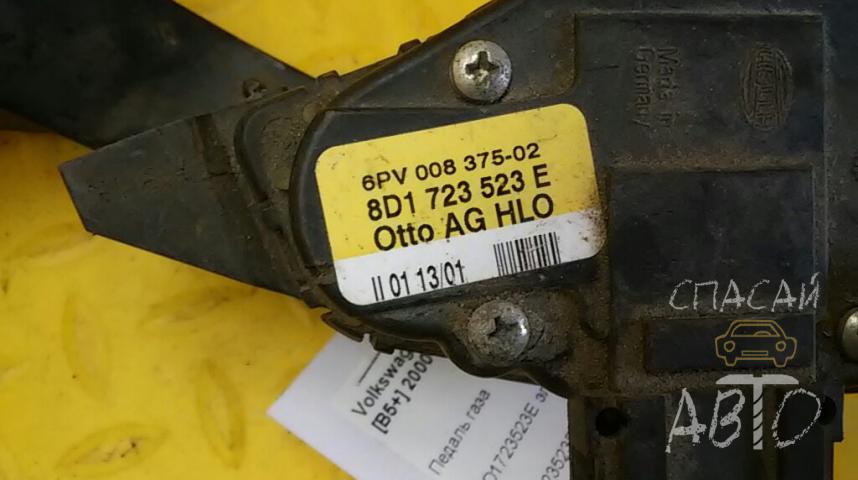 Made in
Germany
HELLA
6PV 008 375-02
8D1 723 523 E
Otto AG HLO
II 01 13/01
СПАСАЙ
АВТО
Volkswag
[B5+] 2000
Педаль газа
D1723523E